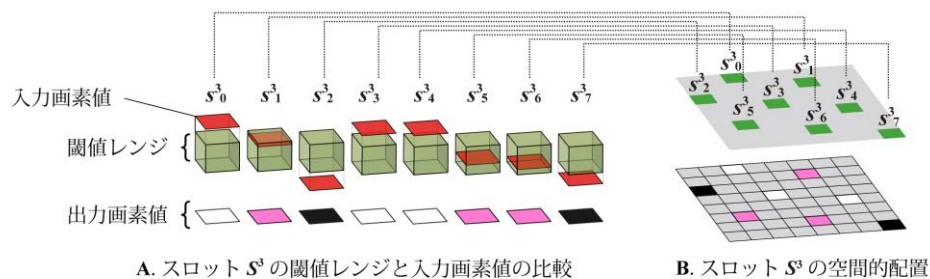 S³₀ S³₁ S³₂ S³₃ S³₄ S³₅ S³₆ S³₇
入力画素値
閾値レンジ
出力画素値
A. スロット S³ の閾値レンジと入力画素値の比較
S³₀ S³₁
S³₂ S³₃ S³₄
S³₅ S³₆ S³₇
B. スロット S³ の空間的配置